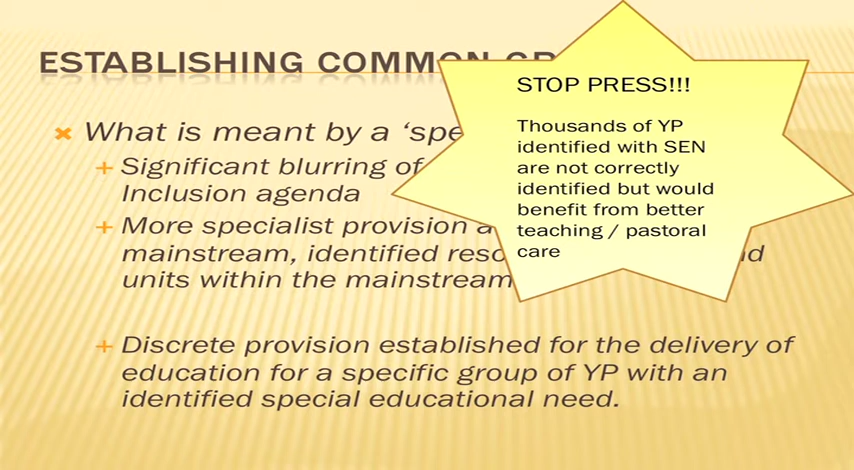 ESTABLISHING COMMON
What is meant by a
Significant blurring of
Inclusion agenda
More specialist provision
mainstream, identified
units within the mainstream
Discrete provision established for the delivery of
education for a specific group of YP with an
identified special educational need.
STOP PRESS!!!
Thousands of YP
identified with SEN
are not correctly
identified but would
benefit from better
teaching / pastoral
care